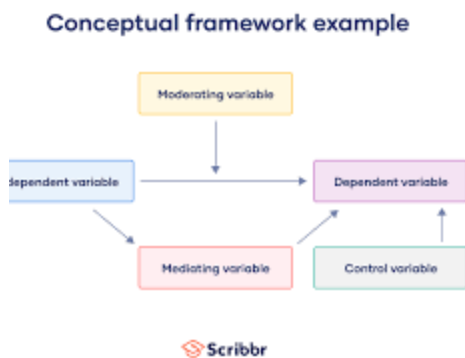 Conceptual framework example
Moderating variable
dependent variable
Dependent variable
Mediating variable
Control variable
Scribbr